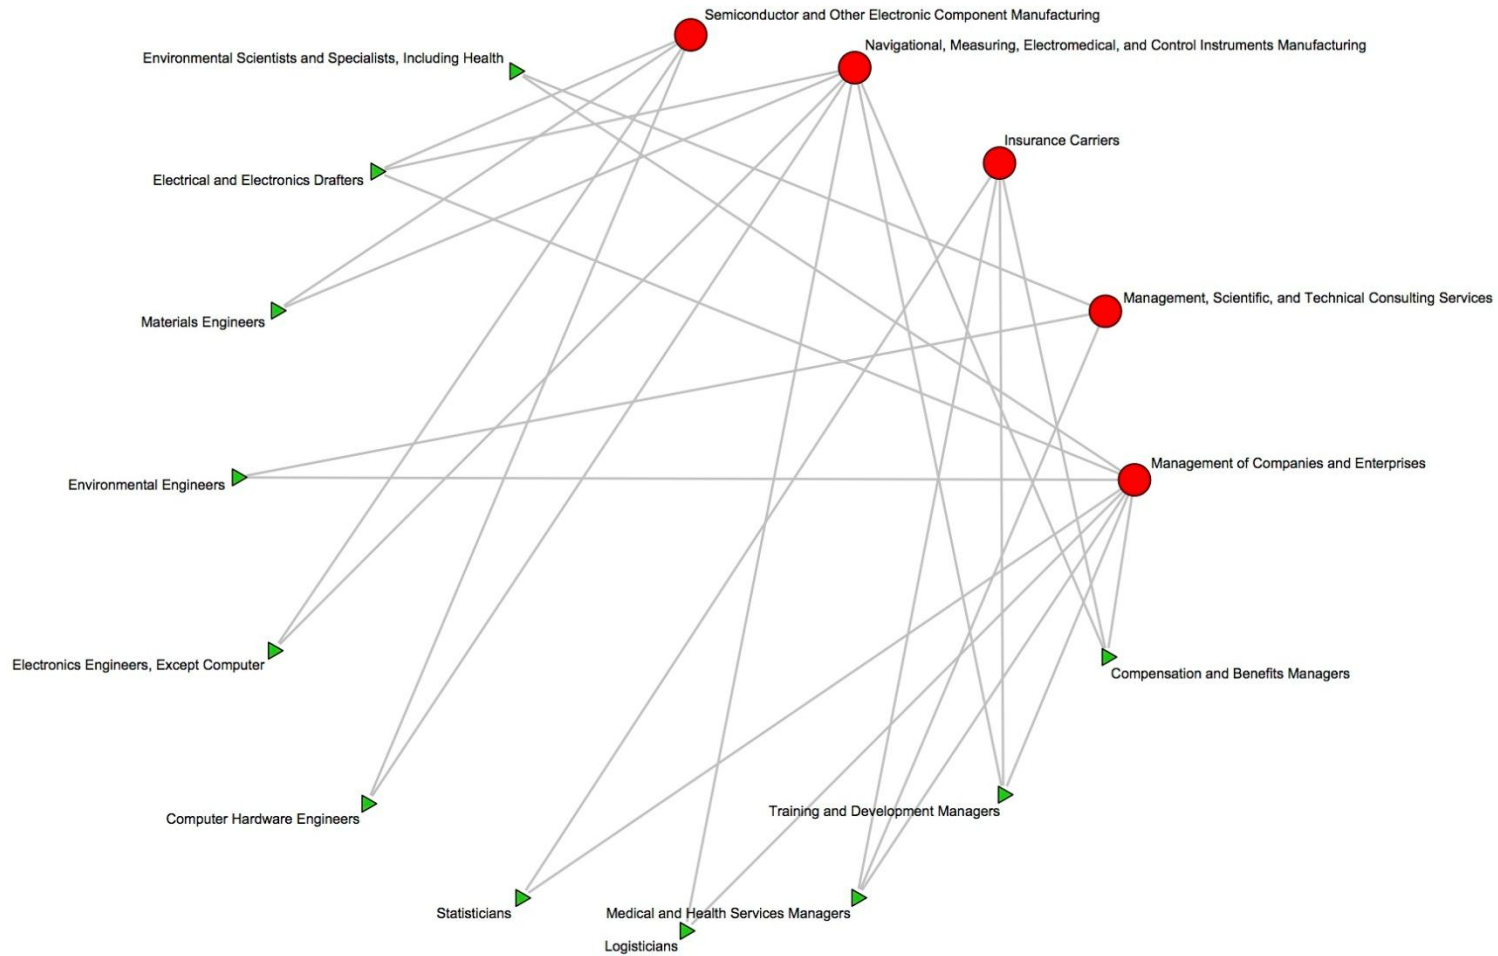 Semiconductor and Other Electronic Component Manufacturing
Navigational, Measuring, Electromedical, and Control Instruments Manufacturing
Environmental Scientists and Specialists, Including Health
Insurance Carriers
Electrical and Electronics Drafters
Management, Scientific, and Technical Consulting Services
Materials Engineers
Management of Companies and Enterprises
Environmental Engineers
Electronics Engineers, Except Computer
Compensation and Benefits Managers
Training and Development Managers
Computer Hardware Engineers
Statisticians
Medical and Health Services Managers
Logisticians